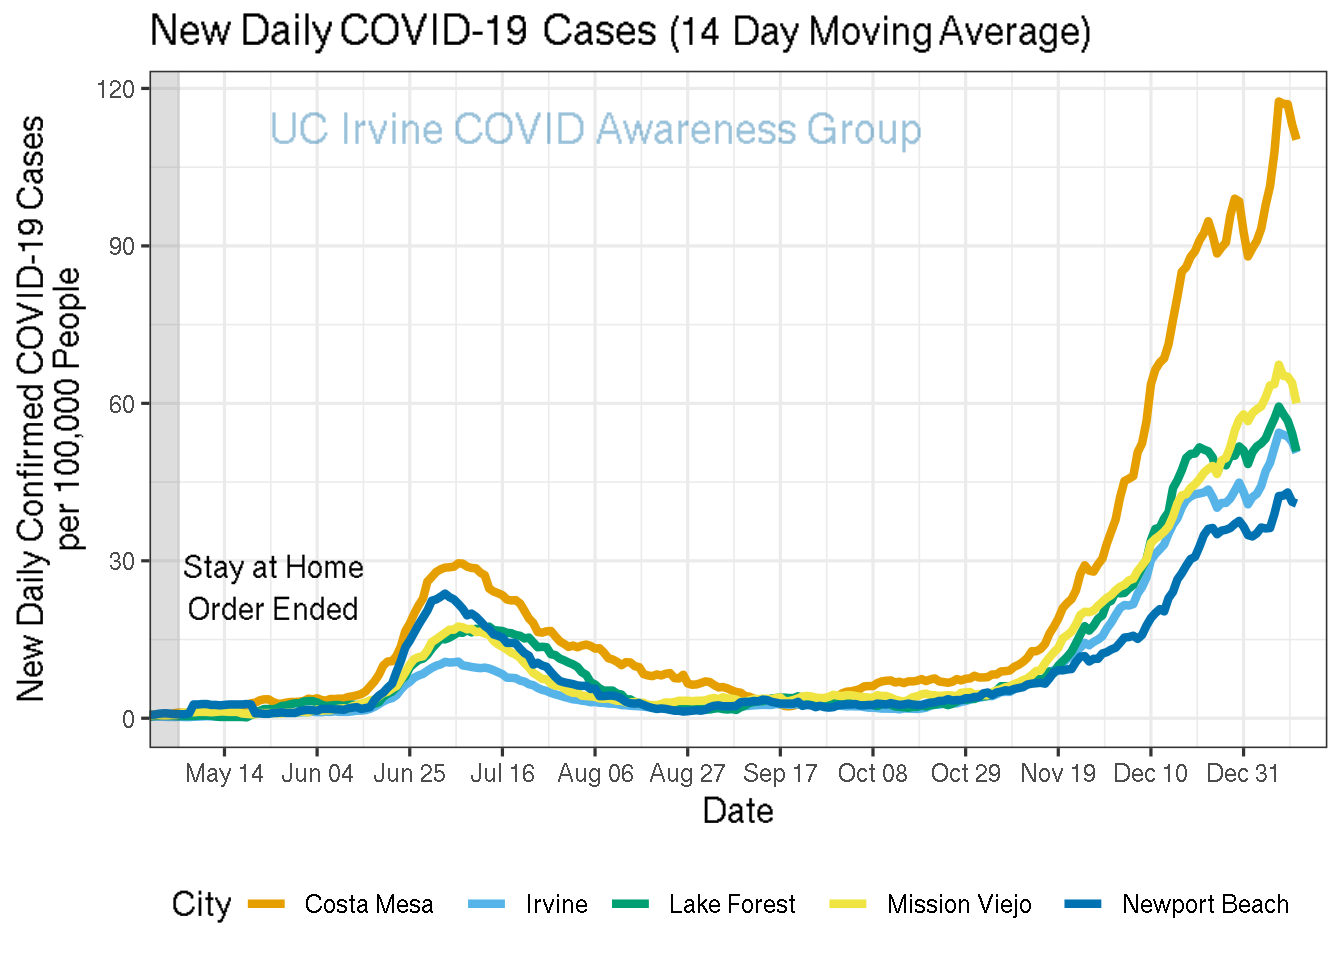 New Daily COVID-19 Cases (14 Day Moving Average)
UC Irvine COVID Awareness Group
New Daily Confirmed COVID-19 Cases
per 100,000 People
120
90
60
30
0
Stay at Home
Order Ended
May 14 Jun 04 Jun 25 Jul 16 Aug 06 Aug 27 Sep 17 Oct 08 Oct 29 Nov 19 Dec 10 Dec 31
Date
City Costa Mesa Irvine Lake Forest Mission Viejo Newport Beach